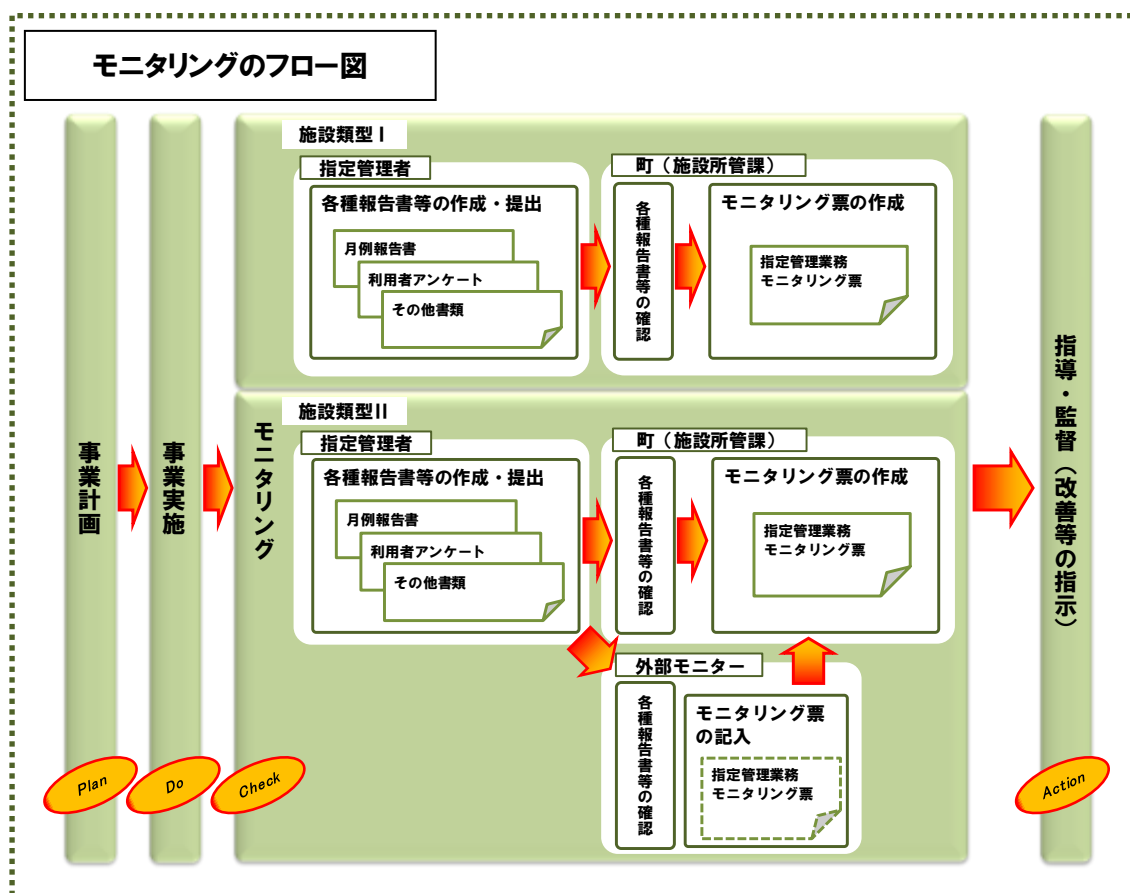 モニタリングのフロー図
事業計画
Plan
事業実施
Do
モニタリング
Check
施設類型Ⅰ
指定管理者
各種報告書等の作成・提出
月例報告書
利用者アンケート
その他書類
町（施設所管課）
各種報告書等の確認
モニタリング票の作成
指定管理業務
モニタリング票
施設類型II
指定管理者
各種報告書等の作成・提出
月例報告書
利用者アンケート
その他書類
町（施設所管課）
各種報告書等の確認
モニタリング票の作成
指定管理業務
モニタリング票
外部モニター
各種報告書等の確認
モニタリング票
の記入
指定管理業務
モニタリング票
指導・監督（改善等の指示）
Action